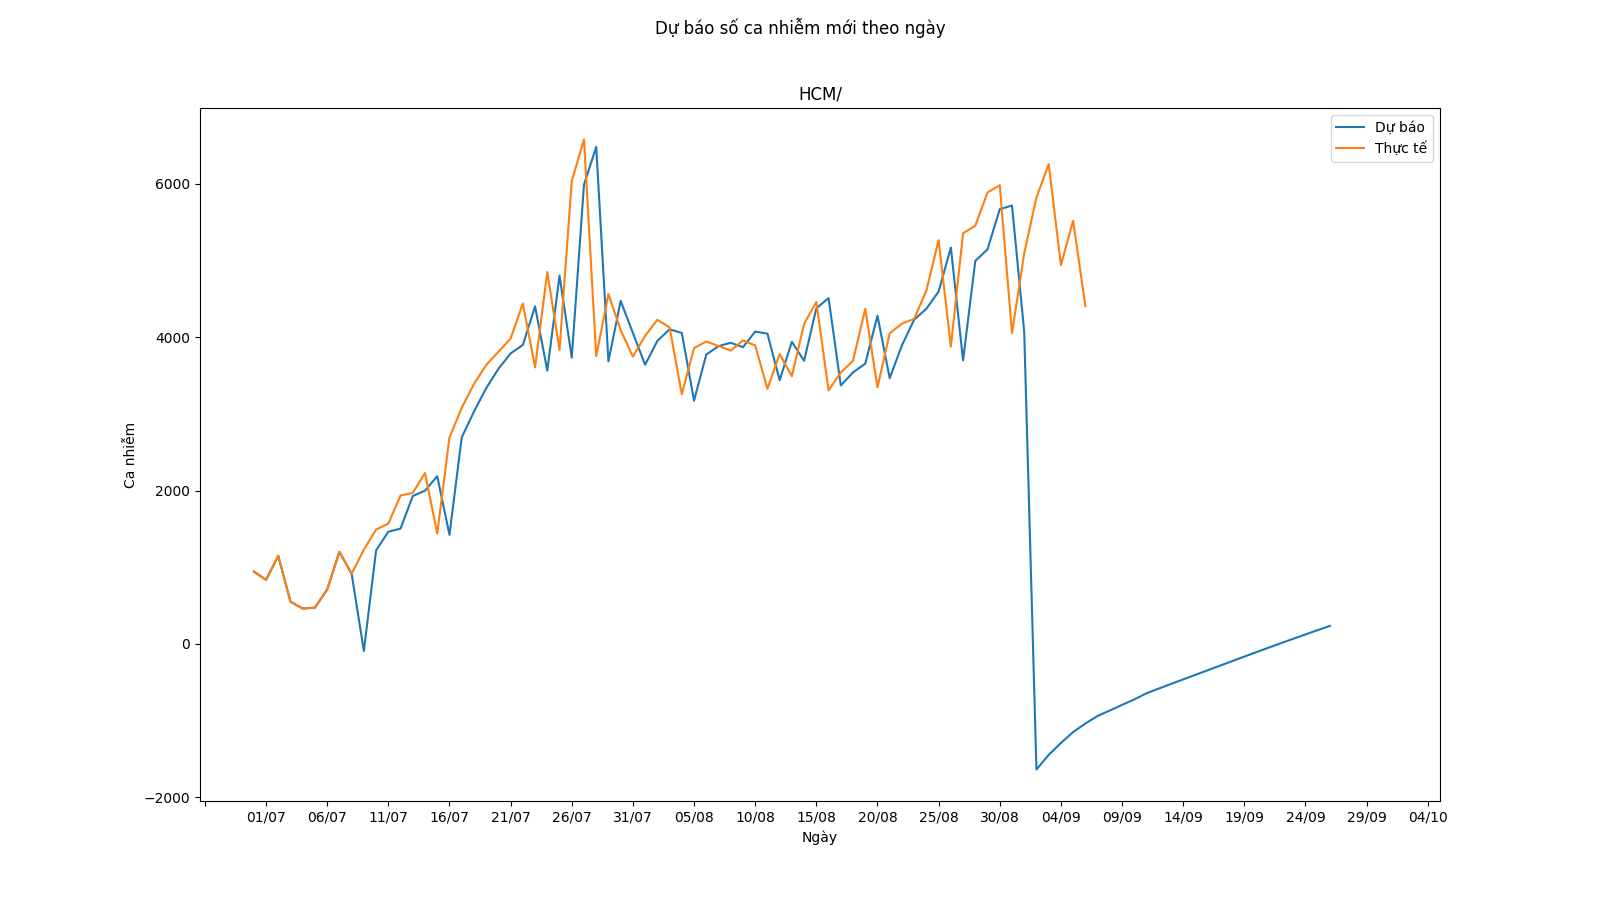 Dự báo số ca nhiễm mới theo ngày
HCM/
Dự báo
Thực tế
6000
4000
2000
0
−2000
Ca nhiễm
01/07 06/07 11/07 16/07 21/07 26/07 31/07 05/08 10/08 15/08 20/08 25/08 30/08 04/09 09/09 14/09 19/09 24/09 29/09 04/10
Ngày